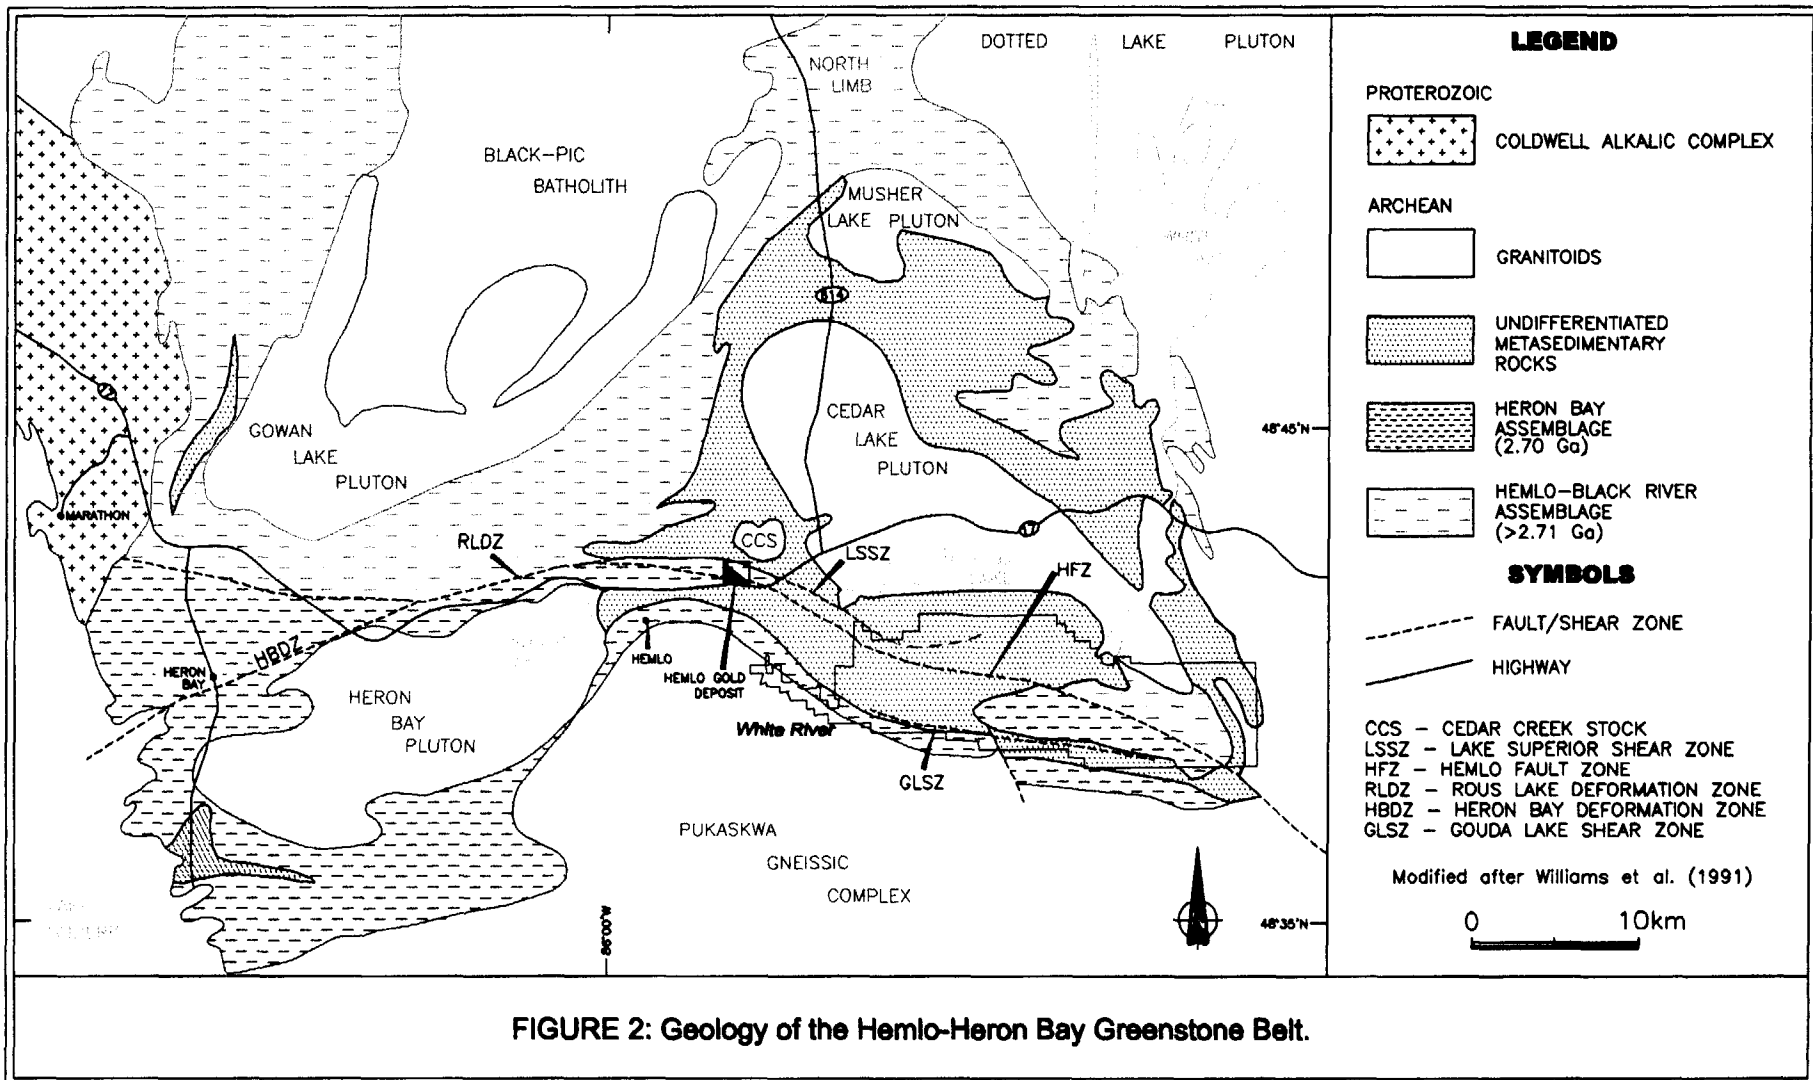 DOTTED LAKE PLUTON
NORTH
LIMB
BLACK-PIC
BATHOLITH
MUSHER
LAKE PLUTON
614
17
CEDAR
LAKE
PLUTON
GOWAN
LAKE
PLUTON
48°45'N
MARATHON
17
CCS
RLDZ
LSSZ
HFZ
HBDZ
HERON
BAY
HEMLO
HEMLO GOLD
DEPOSIT
HERON
BAY
PLUTON
White River
GLSZ
PUKASKWA
GNEISSIC
COMPLEX
86°00'W
48°35'N
LEGEND
PROTEROZOIC
COLDWELL ALKALIC COMPLEX
ARCHEAN
GRANITOIDS
UNDIFFERENTIATED
METASEDIMENTARY
ROCKS
HERON BAY
ASSEMBLAGE
(2.70 Ga)
HEMLO-BLACK RIVER
ASSEMBLAGE
(>2.71 Ga)
SYMBOLS
FAULT/SHEAR ZONE
HIGHWAY
CCS - CEDAR CREEK STOCK
LSSZ - LAKE SUPERIOR SHEAR ZONE
HFZ - HEMLO FAULT ZONE
RLDZ - ROUS LAKE DEFORMATION ZONE
HBDZ - HERON BAY DEFORMATION ZONE
GLSZ - GOUDA LAKE SHEAR ZONE
Modified after Williams et al. (1991)
0 10km
FIGURE 2: Geology of the Hemlo-Heron Bay Greenstone Belt.